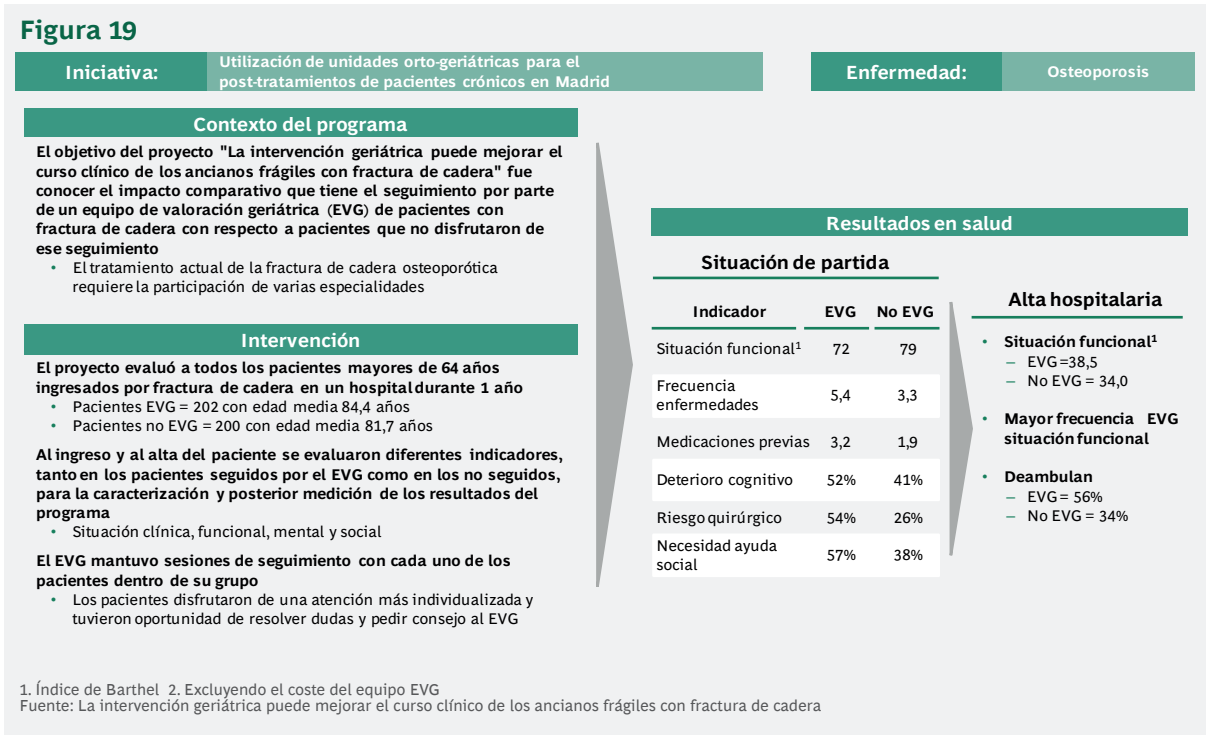 Figura 19
Iniciativa:
Utilización de unidades orto-geriátricas para el
post-tratamientos de pacientes crónicos en Madrid
Enfermedad:
Osteoporosis
Contexto del programa
El objetivo del proyecto "La intervención geriátrica puede mejorar el
curso clínico de los ancianos frágiles con fractura de cadera" fue
conocer el impacto comparativo que tiene el seguimiento por parte
de un equipo de valoración geriátrica (EVG) de pacientes con
fractura de cadera con respecto a pacientes que no disfrutaron de
ese seguimiento
• El tratamiento actual de la fractura de cadera osteoporótica
requiere la participación de varias especialidades
Intervención
El proyecto evaluó a todos los pacientes mayores de 64 años
ingresados por fractura de cadera en un hospital durante 1 año
• Pacientes EVG = 202 con edad media 84,4 años
• Pacientes no EVG = 200 con edad media 81,7 años
Al ingreso y al alta del paciente se evaluaron diferentes indicadores,
tanto en los pacientes seguidos por el EVG como en los no seguidos,
para la caracterización y posterior medición de los resultados del
programa
• Situación clínica, funcional, mental y social
El EVG mantuvo sesiones de seguimiento con cada uno de los
pacientes dentro de su grupo
• Los pacientes disfrutaron de una atención más individualizada y
tuvieron oportunidad de resolver dudas y pedir consejo al EVG
Resultados en salud
Situación de partida
Indicador EVG No EVG
Situación funcional¹ 72 79
Frecuencia
enfermedades 5,4 3,3
Medicaciones previas 3,2 1,9
Deterioro cognitivo 52% 41%
Riesgo quirúrgico 54% 26%
Necesidad ayuda
social 57% 38%
Alta hospitalaria
• Situación funcional¹
– EVG =38,5
– No EVG = 34,0
• Mayor frecuencia EVG
situación funcional
• Deambulan
– EVG = 56%
– No EVG = 34%
1. Índice de Barthel 2. Excluyendo el coste del equipo EVG
Fuente: La intervención geriátrica puede mejorar el curso clínico de los ancianos frágiles con fractura de cadera